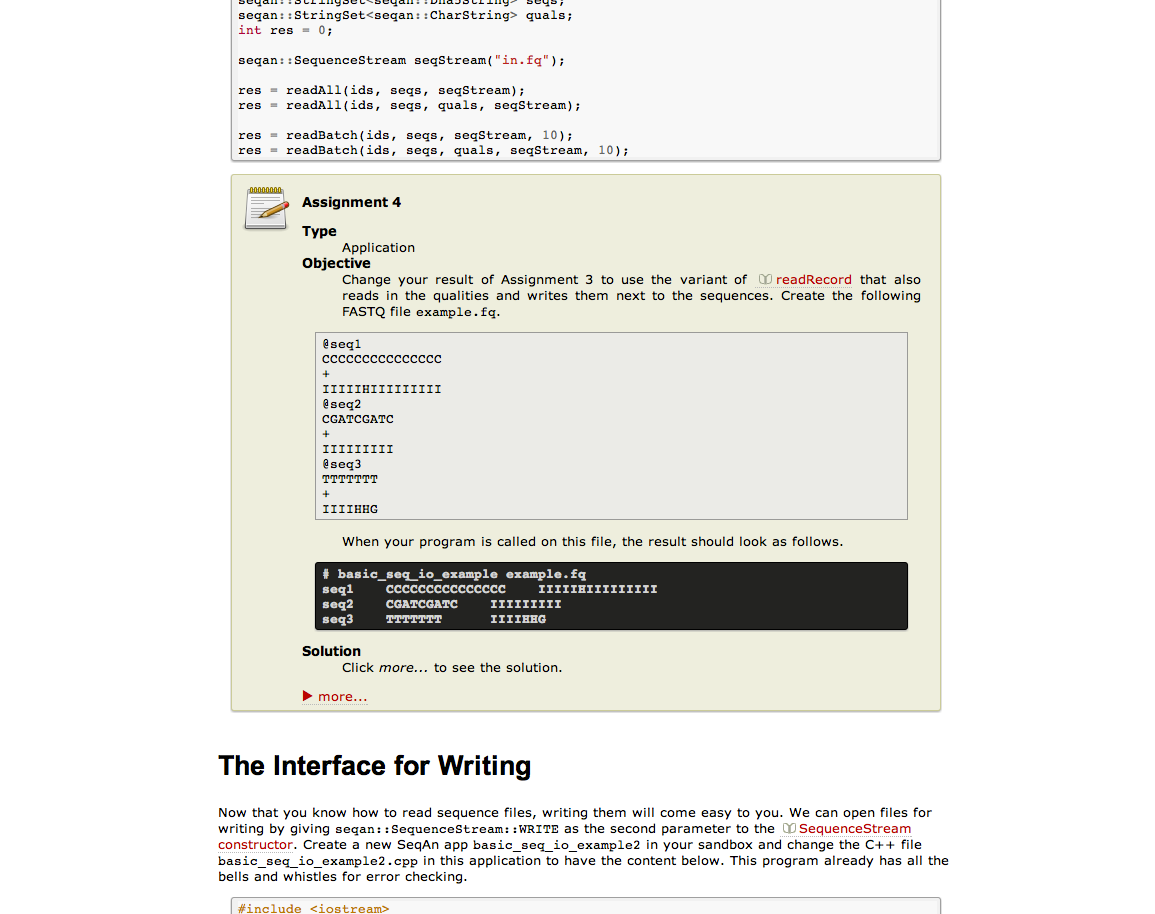 seqan::StringSet<seqan::Dna5String> seqs;
seqan::StringSet<seqan::CharString> quals;
int res = 0;
seqan::SequenceStream seqStream("in.fq");
res = readAll(ids, seqs, seqStream);
res = readAll(ids, seqs, quals, seqStream);
res = readBatch(ids, seqs, seqStream, 10);
res = readBatch(ids, seqs, quals, seqStream, 10);
Assignment 4
Type
Application
Objective
Change your result of Assignment 3 to use the variant of readRecord that also
reads in the qualities and writes them next to the sequences. Create the following
FASTQ file example.fq.
@seq1
CCCCCCCCCCCCCCC
+
IIIIIHIIIIIIIII
@seq2
CGATCGATC
+
IIIIIIIII
@seq3
TTTTTTT
+
IIIIHHG
When your program is called on this file, the result should look as follows.
# basic_seq_io_example example.fq
seq1    CCCCCCCCCCCCCCC    IIIIIHIIIIIIIII
seq2    CGATCGATC    IIIIIIIII
seq3    TTTTTTT      IIIIHHG
Solution
Click more... to see the solution.
more...
The Interface for Writing
Now that you know how to read sequence files, writing them will come easy to you. We can open files for
writing by giving seqan::SequenceStream::WRITE as the second parameter to the SequenceStream
constructor. Create a new SeqAn app basic_seq_io_example2 in your sandbox and change the C++ file
basic_seq_io_example2.cpp in this application to have the content below. This program already has all the
bells and whistles for error checking.
#include <iostream>